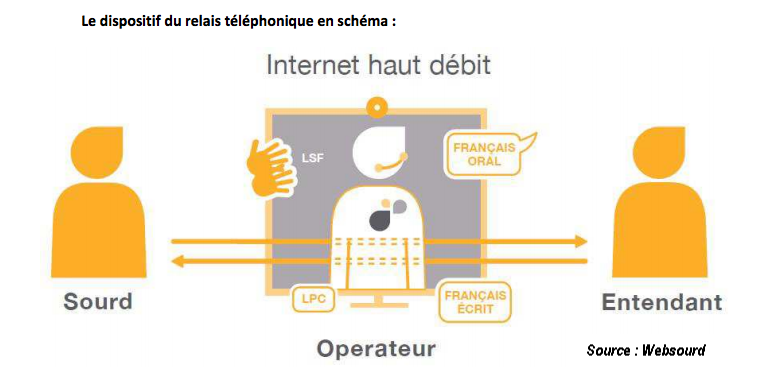 Le dispositif du relais téléphonique en schéma :
Internet haut débit
LSF
FRANÇAIS
ORAL
LPC
FRANÇAIS
ÉCRIT
Sourd
Entendant
Operateur
Source : Websourd